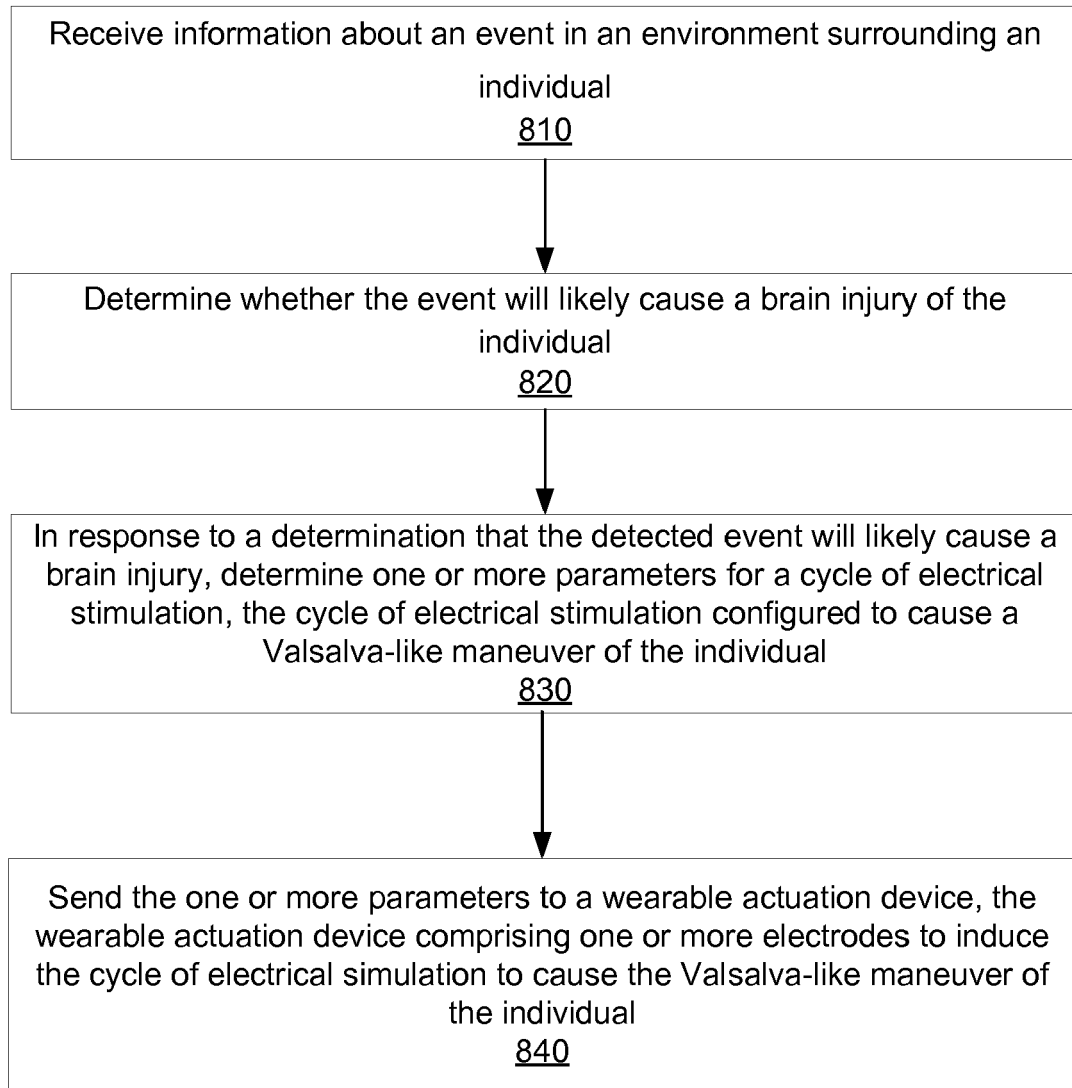 Receive information about an event in an environment surrounding an
individual
810
Determine whether the event will likely cause a brain injury of the
individual
820
In response to a determination that the detected event will likely cause a
brain injury, determine one or more parameters for a cycle of electrical
stimulation, the cycle of electrical stimulation configured to cause a
Valsalva-like maneuver of the individual
830
Send the one or more parameters to a wearable actuation device, the
wearable actuation device comprising one or more electrodes to induce
the cycle of electrical simulation to cause the Valsalva-like maneuver of
the individual
840